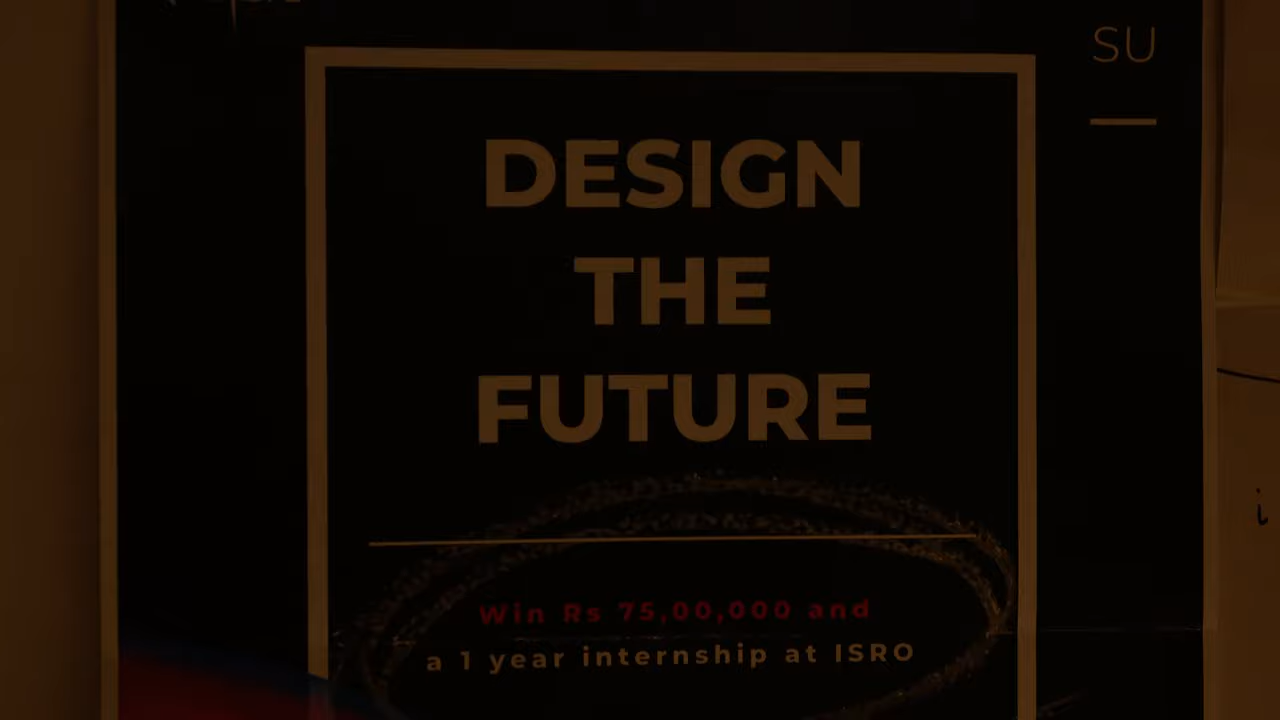 SU
DESIGN
THE
FUTURE
Win Rs 75,00,000 and
a 1 year internship at ISRO